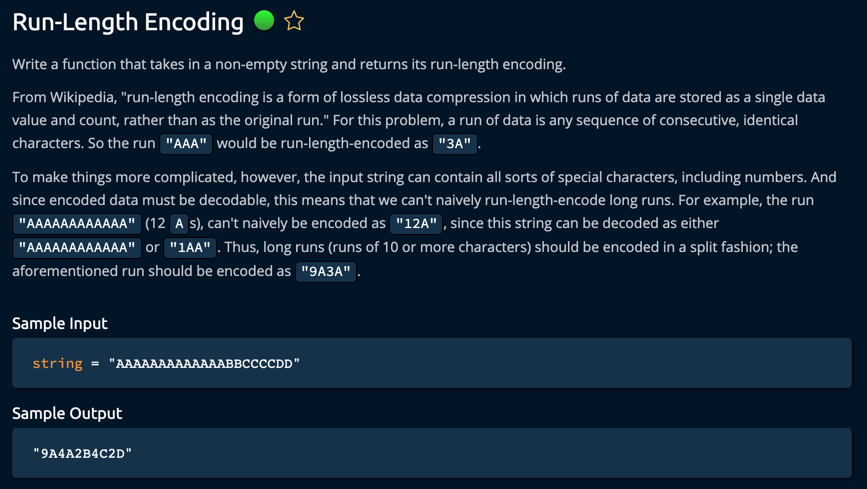 Run-Length Encoding
Write a function that takes in a non-empty string and returns its run-length encoding.
From Wikipedia, "run-length encoding is a form of lossless data compression in which runs of data are stored as a single data
value and count, rather than as the original run." For this problem, a run of data is any sequence of consecutive, identical
characters. So the run "AAA" would be run-length-encoded as "3A".
To make things more complicated, however, the input string can contain all sorts of special characters, including numbers. And
since encoded data must be decodable, this means that we can't naively run-length-encode long runs. For example, the run
"AAAAAAAAAAAA" (12 A s), can't naively be encoded as "12A", since this string can be decoded as either
"AAAAAAAAAAAA" or "1AA". Thus, long runs (runs of 10 or more characters) should be encoded in a split fashion; the
aforementioned run should be encoded as "9A3A".
Sample Input
string = "AAAAAAAAAAAAABBCCCCDD"
Sample Output
"9A4A2B4C2D"